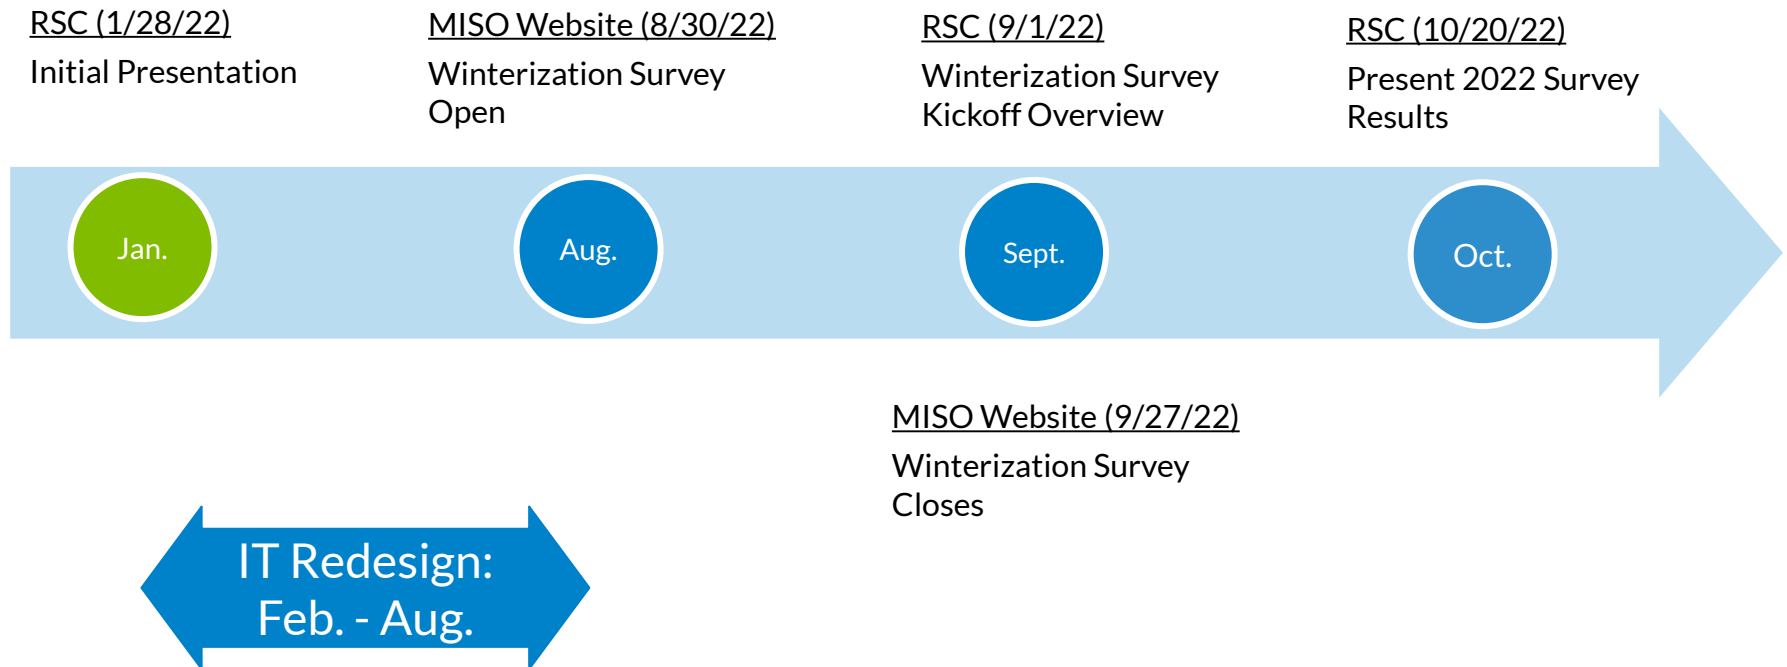 RSC (1/28/22)
Initial Presentation
MISO Website (8/30/22)
Winterization Survey
Open
RSC (9/1/22)
Winterization Survey
Kickoff Overview
RSC (10/20/22)
Present 2022 Survey
Results
Jan.
Aug.
Sept.
Oct.
MISO Website (9/27/22)
Winterization Survey
Closes
IT Redesign:
Feb. - Aug.